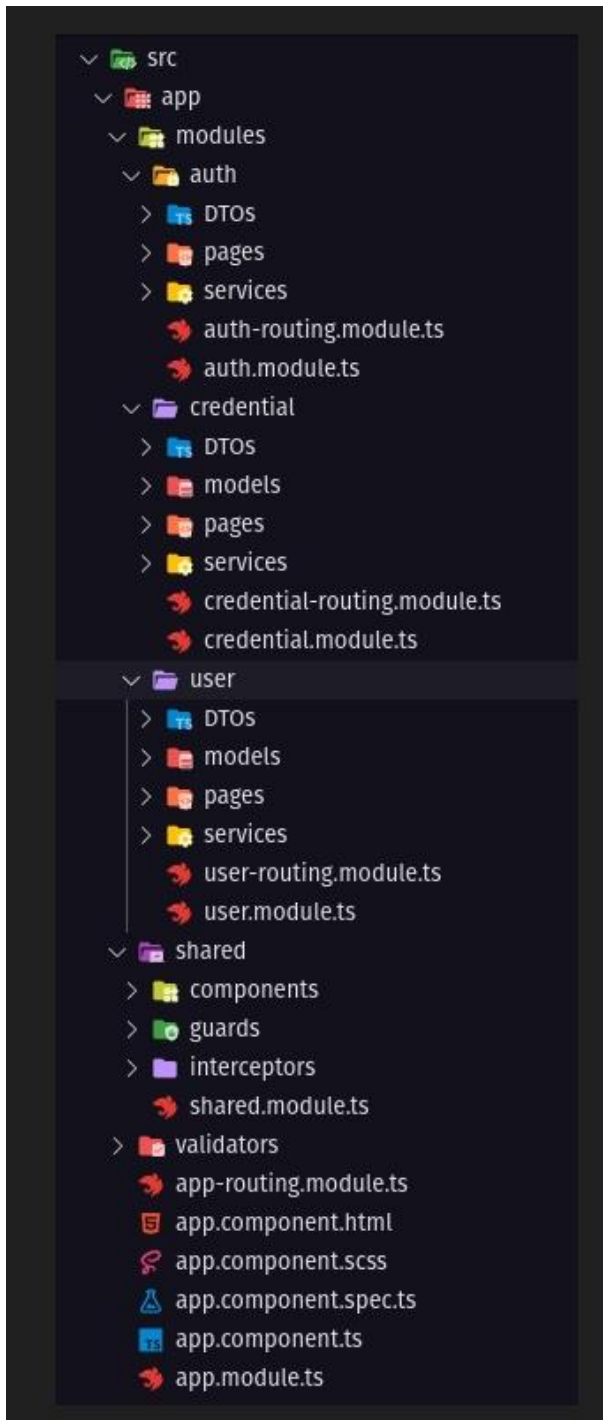 src
app
modules
auth
DTOs
pages
services
auth-routing.module.ts
auth.module.ts
credential
DTOs
models
pages
services
credential-routing.module.ts
credential.module.ts
user
DTOs
models
pages
services
user-routing.module.ts
user.module.ts
shared
components
guards
interceptors
shared.module.ts
validators
app-routing.module.ts
app.component.html
app.component.scss
app.component.spec.ts
app.component.ts
app.module.ts